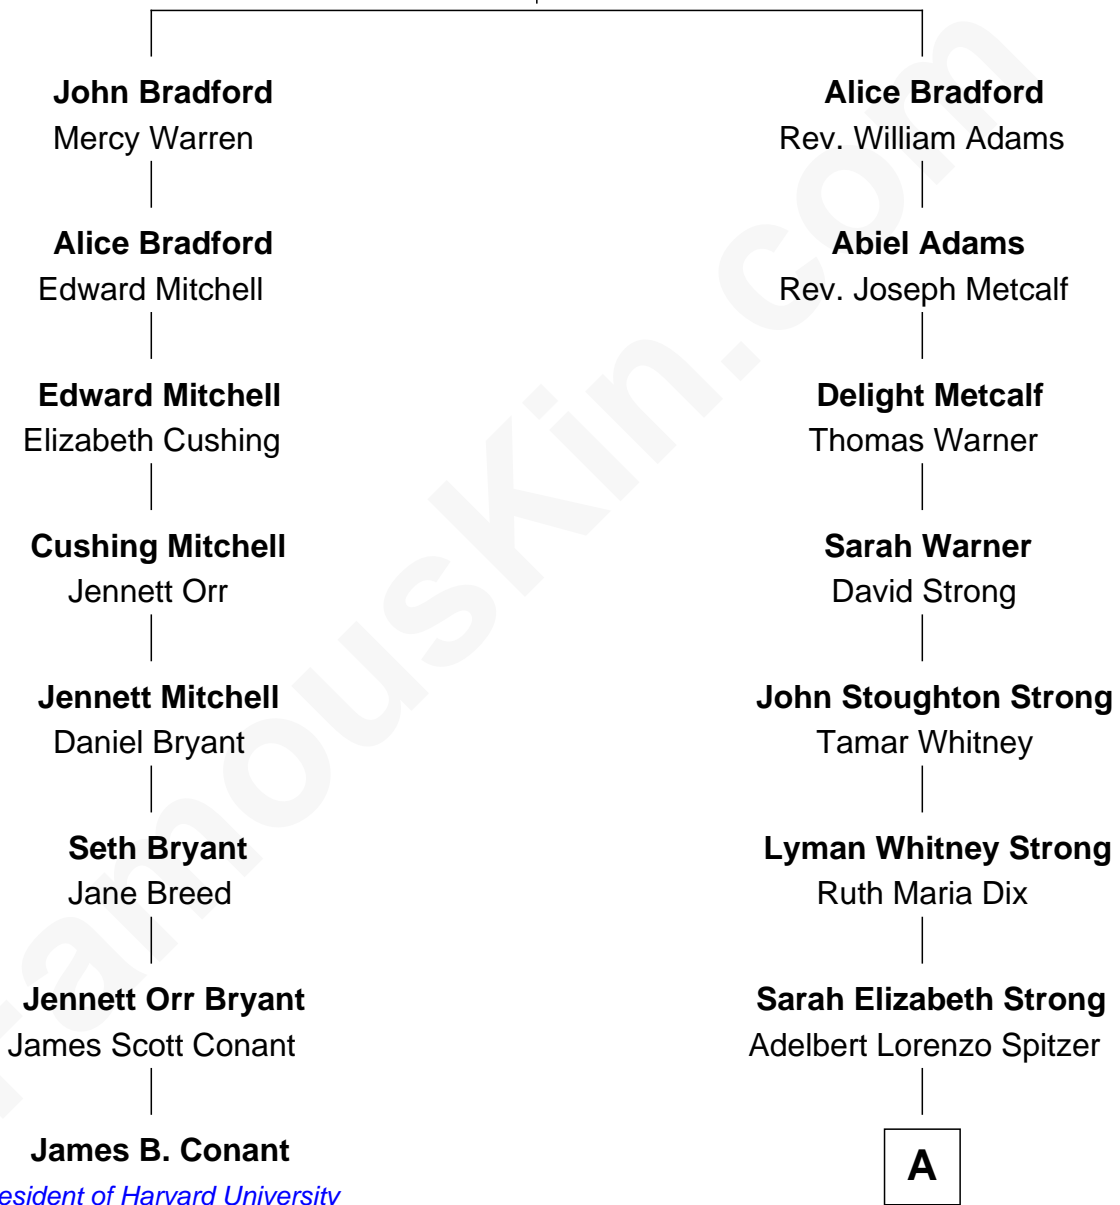 John Bradford
Mercy Warren
Alice Bradford
Rev. William Adams
Alice Bradford
Edward Mitchell
Abiel Adams
Rev. Joseph Metcalf
Edward Mitchell
Elizabeth Cushing
Delight Metcalf
Thomas Warner
Cushing Mitchell
Jennett Orr
Sarah Warner
David Strong
Jennett Mitchell
Daniel Bryant
John Stoughton Strong
Tamar Whitney
Seth Bryant
Jane Breed
Lyman Whitney Strong
Ruth Maria Dix
Jennett Orr Bryant
James Scott Conant
Sarah Elizabeth Strong
Adelbert Lorenzo Spitzer
James B. Conant
esident of Harvard University
A
FamousKin.com